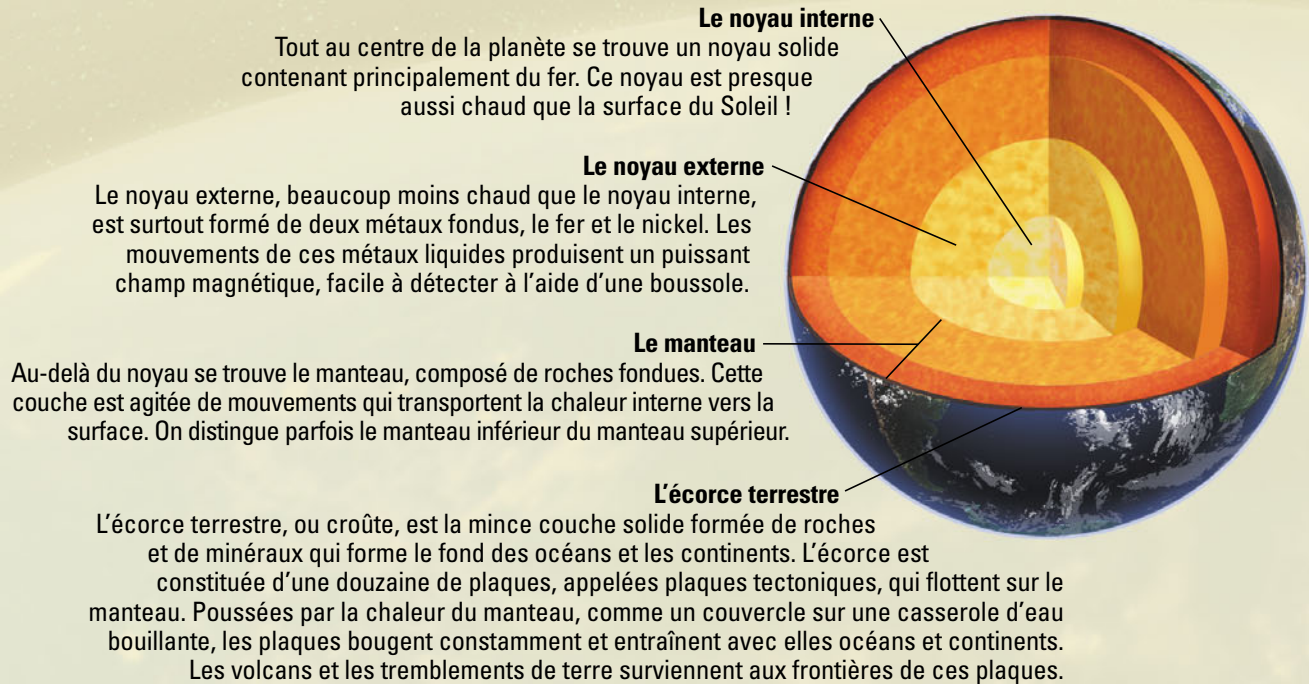 Le noyau interne
Tout au centre de la planète se trouve un noyau solide
contenant principalement du fer. Ce noyau est presque
aussi chaud que la surface du Soleil !
Le noyau externe
Le noyau externe, beaucoup moins chaud que le noyau interne,
est surtout formé de deux métaux fondus, le fer et le nickel. Les
mouvements de ces métaux liquides produisent un puissant
champ magnétique, facile à détecter à l’aide d’une boussole.
Le manteau
Au-delà du noyau se trouve le manteau, composé de roches fondues. Cette
couche est agitée de mouvements qui transportent la chaleur interne vers la
surface. On distingue parfois le manteau inférieur du manteau supérieur.
L’écorce terrestre
L’écorce terrestre, ou croûte, est la mince couche solide formée de roches
et de minéraux qui forme le fond des océans et les continents. L’écorce est
constituée d’une douzaine de plaques, appelées plaques tectoniques, qui flottent sur le
manteau. Poussées par la chaleur du manteau, comme un couvercle sur une casserole d’eau
bouillante, les plaques bougent constamment et entraînent avec elles océans et continents.
Les volcans et les tremblements de terre surviennent aux frontières de ces plaques.